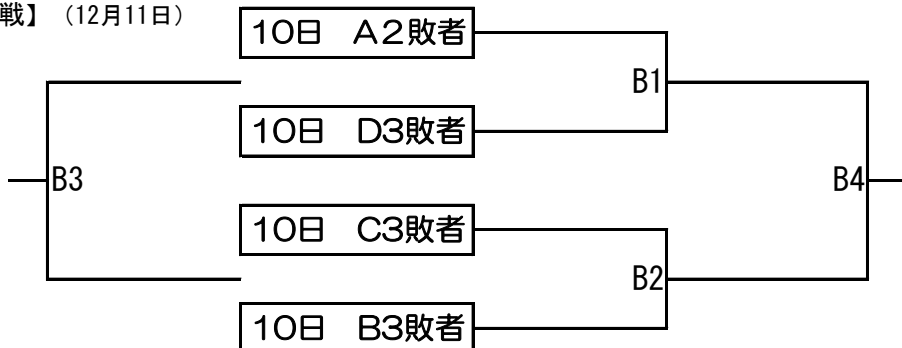 戦】（12月11日）
10日　A2敗者
B1
10日　D3敗者
B3
B4
10日　C3敗者
B2
10日　B3敗者